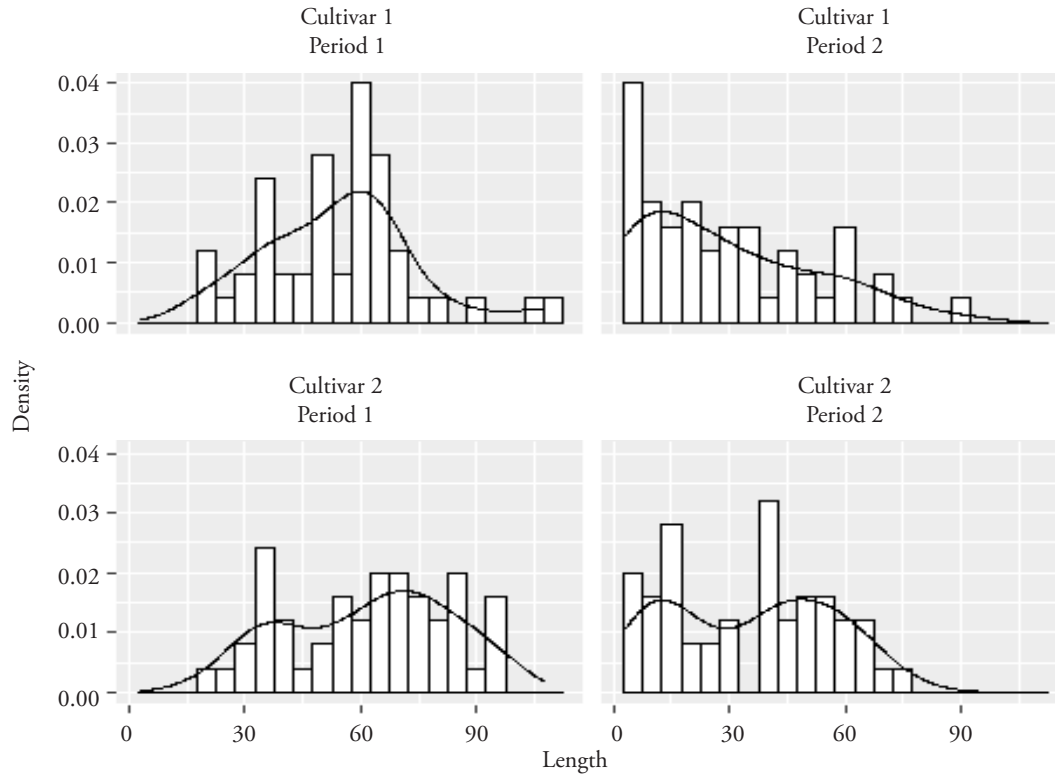 Cultivar 1
Period 1
Cultivar 1
Period 2
0.04
0.03
0.02
0.01
0.00
Density
Cultivar 2
Period 1
Cultivar 2
Period 2
0.04
0.03
0.02
0.01
0.00
0 30 60 90
0 30 60 90
Length